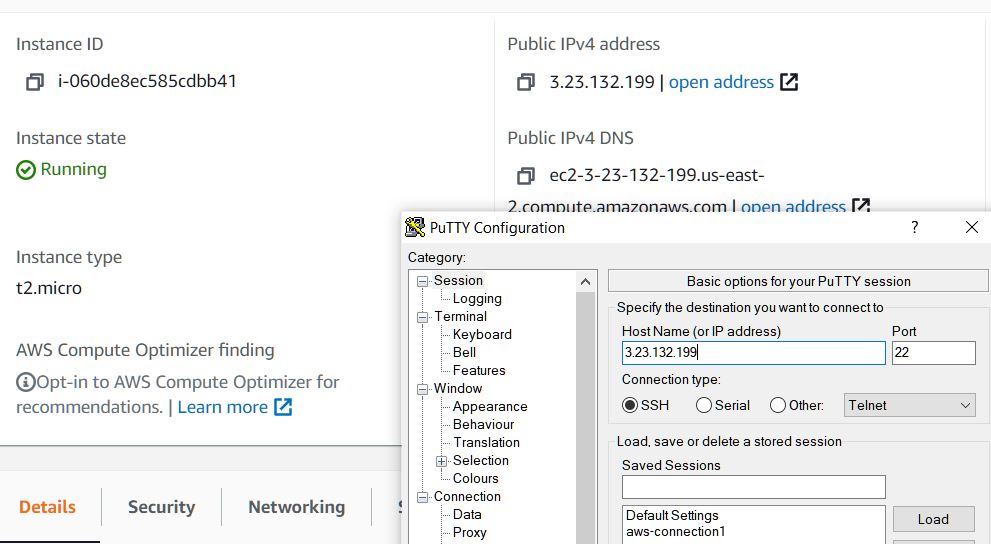 Instance ID
i-060de8ec585cdbb41
Instance state
Running
Instance type
t2.micro
AWS Compute Optimizer finding
Opt-in to AWS Compute Optimizer for
recommendations. | Learn more
Public IPv4 address
3.23.132.199 | open address
Public IPv4 DNS
ec2-3-23-132-199.us-east-
2.compute.amazonaws.com | open address
Details
Security
Networking
PuTTY Configuration
?
Category:
Session
Logging
Terminal
Keyboard
Bell
Features
Window
Appearance
Behaviour
Translation
Selection
Colours
Connection
Data
Proxy
Basic options for your PuTTY session
Specify the destination you want to connect to
Host Name (or IP address) Port
3.23.132.199 22
Connection type:
SSH Serial Other: Telnet
Load, save or delete a stored session
Saved Sessions
Default Settings
aws-connection1
Load